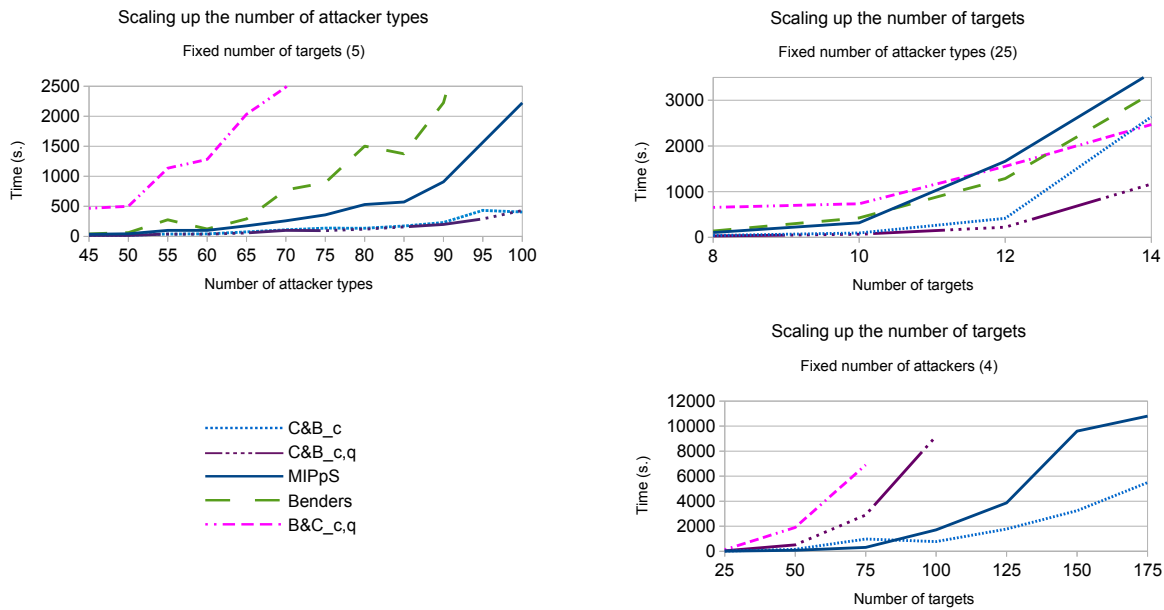 Scaling up the number of attacker types
Fixed number of targets (5)
2500
2000
1500
1000
500
0
Time (s.)
45 50 55 60 65 70 75 80 85 90 95 100
Number of attacker types
Scaling up the number of targets
Fixed number of attacker types (25)
3000
2000
1000
0
Time (s.)
8 10 12 14
Number of targets
Scaling up the number of targets
Fixed number of attackers (4)
12000
10000
8000
6000
4000
2000
0
Time (s.)
25 50 75 100 125 150 175
Number of targets
C&B_c
C&B_c,q
MIPpS
Benders
B&C_c,q